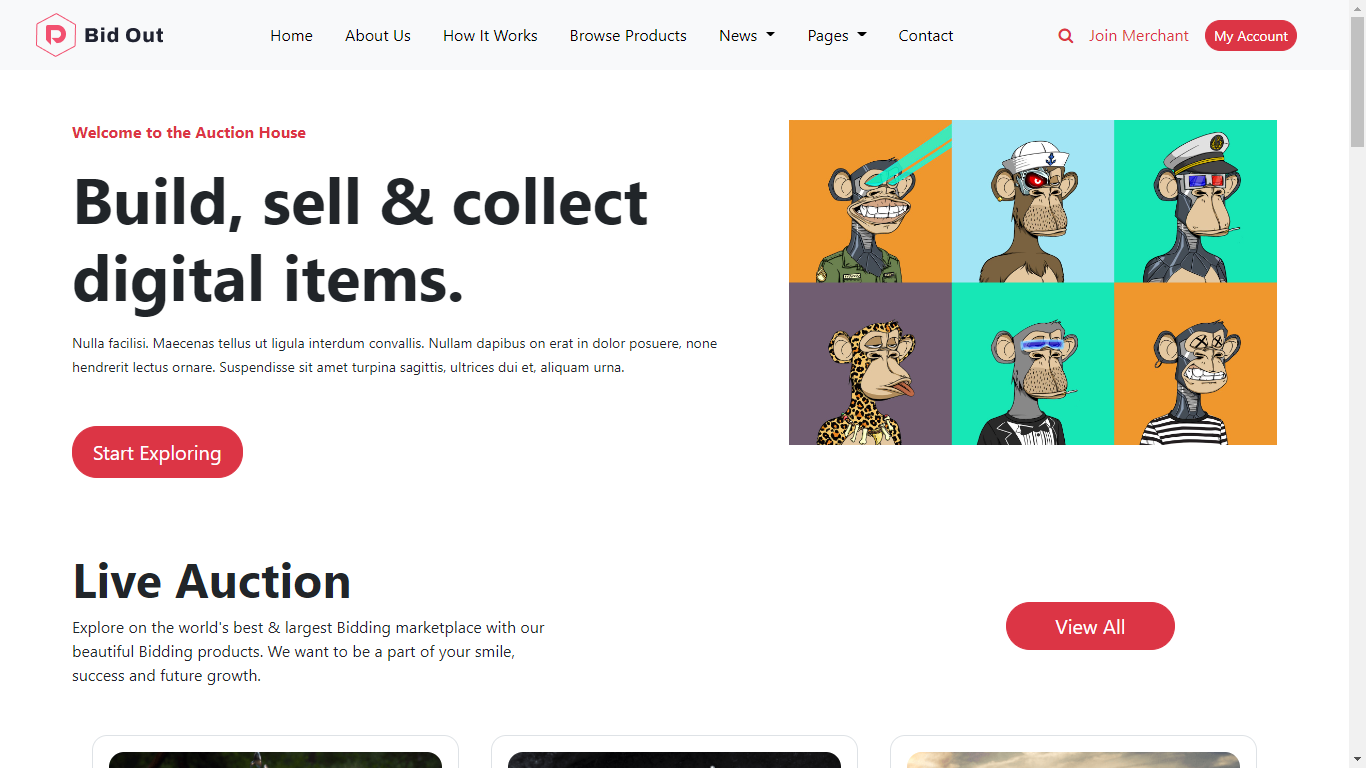 Bid Out
Home
About Us
How It Works
Browse Products
News
Pages
Contact
Join Merchant
My Account
Welcome to the Auction House
Build, sell & collect
digital items.
Nulla facilisi. Maecenas tellus ut ligula interdum convallis. Nullam dapibus on erat in dolor posuere, none
hendrerit lectus ornare. Suspendisse sit amet turpina sagittis, ultrices dui et, aliquam urna.
Start Exploring
Live Auction
Explore on the world's best & largest Bidding marketplace with our
beautiful Bidding products. We want to be a part of your smile,
success and future growth.
View All